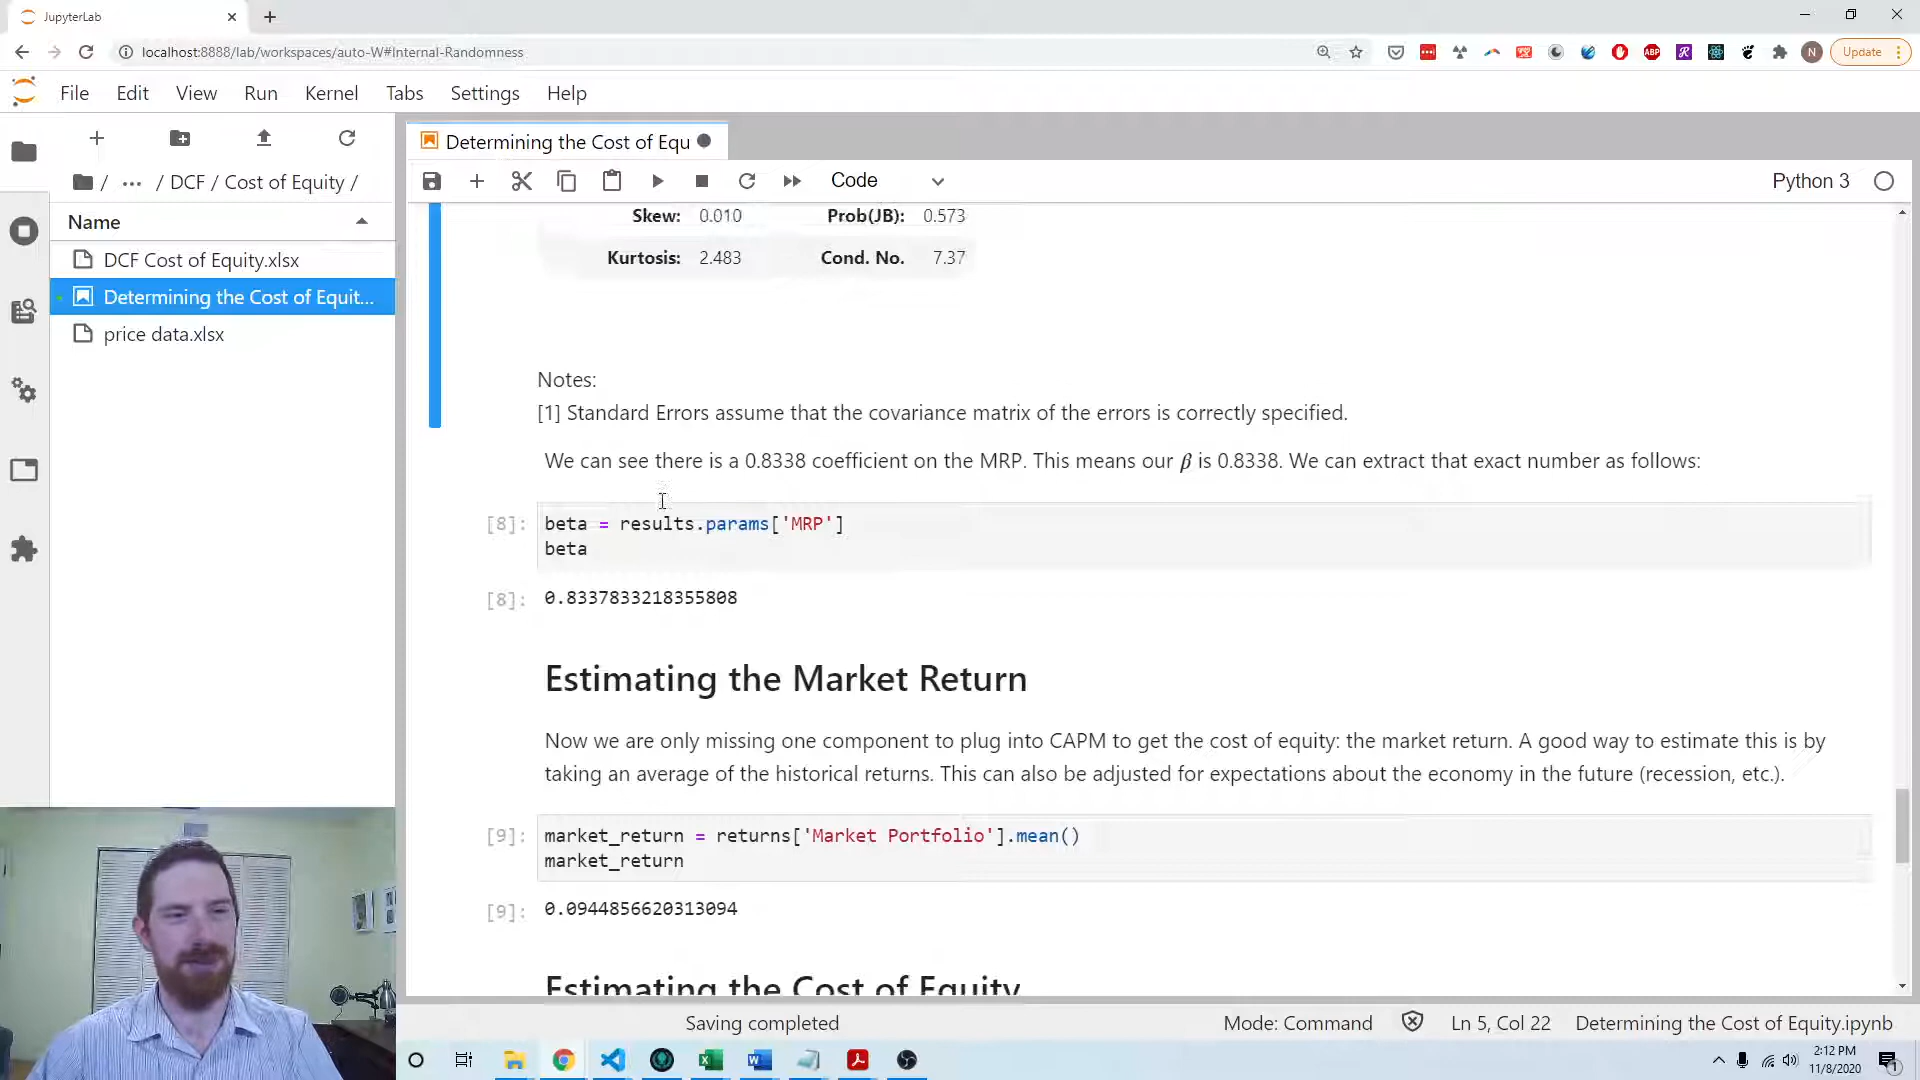 JupyterLab
localhost:8888/lab/workspaces/auto-W#Internal-Randomness
ABP
R
N
Update
File Edit View Run Kernel Tabs Settings Help
Determining the Cost of Equ
/ ... / DCF / Cost of Equity /
Code
Python 3
Name
DCF Cost of Equity.xlsx
Determining the Cost of Equit...
price data.xlsx
Skew: 0.010 Prob(JB): 0.573
Kurtosis: 2.483 Cond. No. 7.37
Notes:
[1] Standard Errors assume that the covariance matrix of the errors is correctly specified.
We can see there is a 0.8338 coefficient on the MRP. This means our β is 0.8338. We can extract that exact number as follows:
[8]: beta = results.params['MRP']
beta
[8]: 0.8337833218355808
Estimating the Market Return
Now we are only missing one component to plug into CAPM to get the cost of equity: the market return. A good way to estimate this is by
taking an average of the historical returns. This can also be adjusted for expectations about the economy in the future (recession, etc.).
[9]: market_return = returns['Market Portfolio'].mean()
market_return
[9]: 0.0944856620313094
Estimating the Cost of Equity
Saving completed
Mode: Command
Ln 5, Col 22
Determining the Cost of Equity.ipynb
2:12 PM
11/8/2020